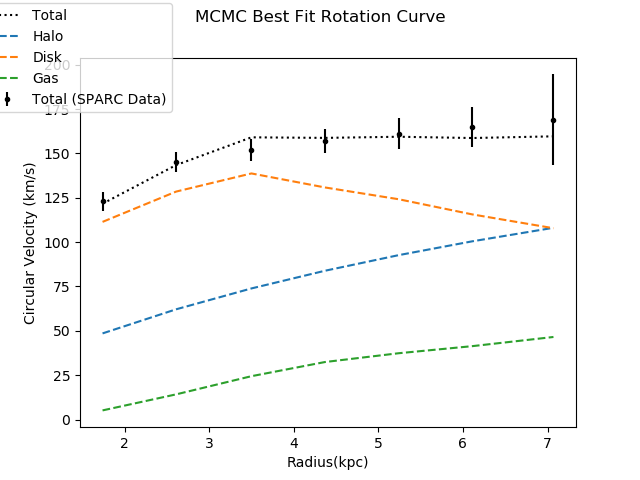 MCMC Best Fit Rotation Curve
Total
Halo
Disk
Gas
Total (SPARC Data)
200
175
150
125
100
75
50
25
0
Circular Velocity (km/s)
2
3
4
5
6
7
Radius(kpc)